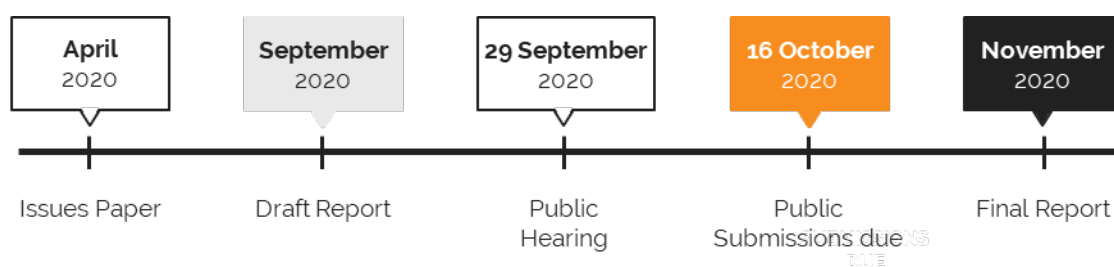 April
2020
September
2020
29 September
2020
16 October
2020
November
2020
Issues Paper
Draft Report
Public
Hearing
Public
Submissions due
Final Report
DUE